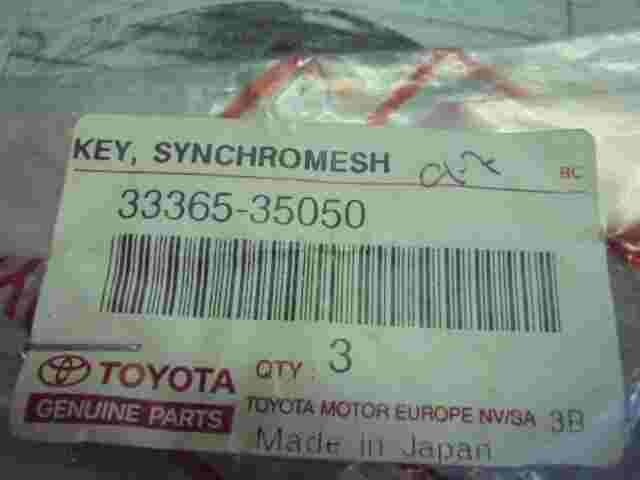 KEY, SYNCHROMESH
BC
33365-35050
QTY : 3
TOYOTA
GENUINE PARTS
TOYOTA MOTOR EUROPE NV/SA 3B
Made in Japan